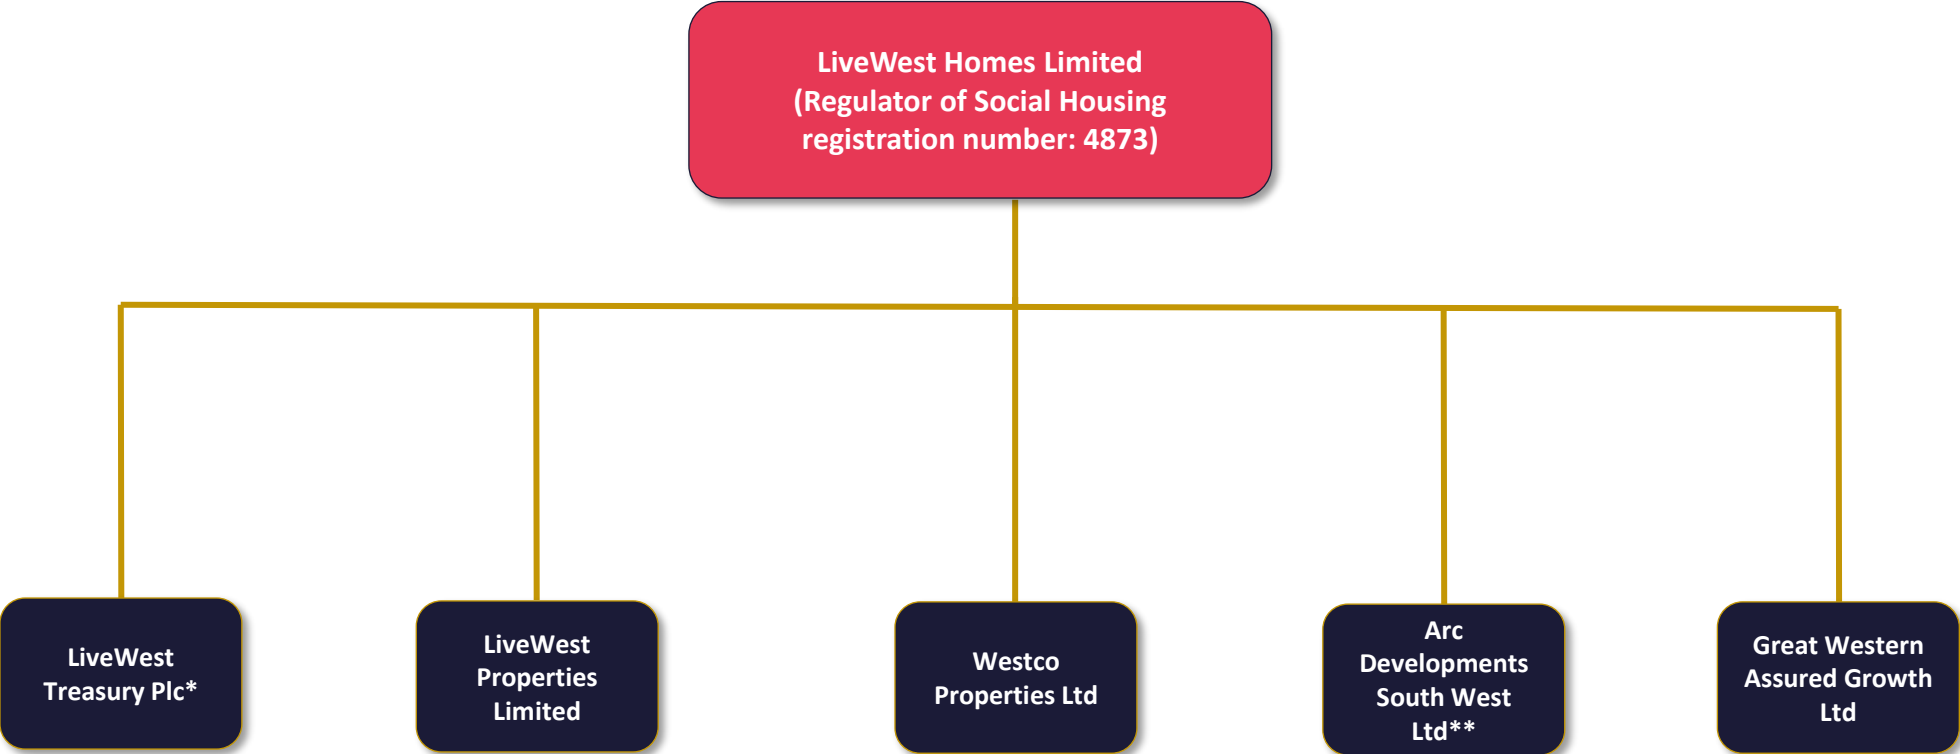 LiveWest Homes Limited
(Regulator of Social Housing
registration number: 4873)
LiveWest
Treasury Plc*
LiveWest
Properties
Limited
Westco
Properties Ltd
Arc
Developments
South West
Ltd**
Great Western
Assured Growth
Ltd